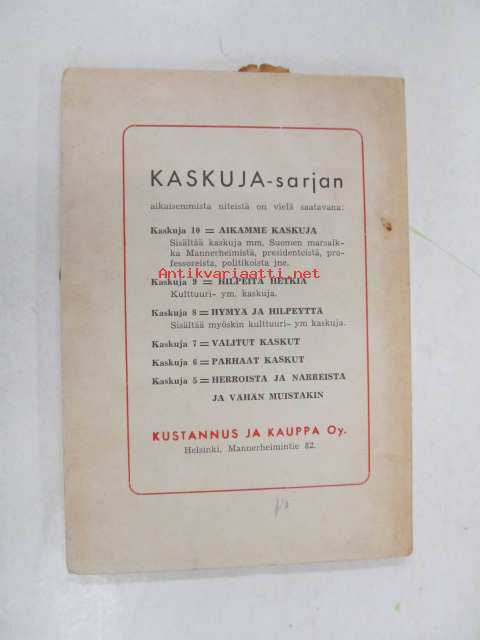 KASKUJA-sarjan
aikaisemmista niteistä on vielä saatavana:
Kaskuja 10 = AIKAMME KASKUJA
Sisältää kaskuja mm. Suomen marsalk-
ka Mannerheimistä, presidenteistä, pro-
fessoreista, politikoista jne.
Antikvariaatti.net
Kaskuja 9 = HILPEITÄ HETKIÄ
Kulttuuri- ym. kaskuja.
Kaskuja 8 = HYMYÄ JA HILPEYTTÄ
Sisältää myöskin kulttuuri- ym kaskuja.
Kaskuja 7 = VALITUT KASKUT
Kaskuja 6 = PARHAAT KASKUT
Kaskuja 5 = HERROISTA JA NARREISTA
JA VÄHÄN MUISTAKIN
KUSTANNUS JA KAUPPA Oy.
Helsinki, Mannerheimintie 82.